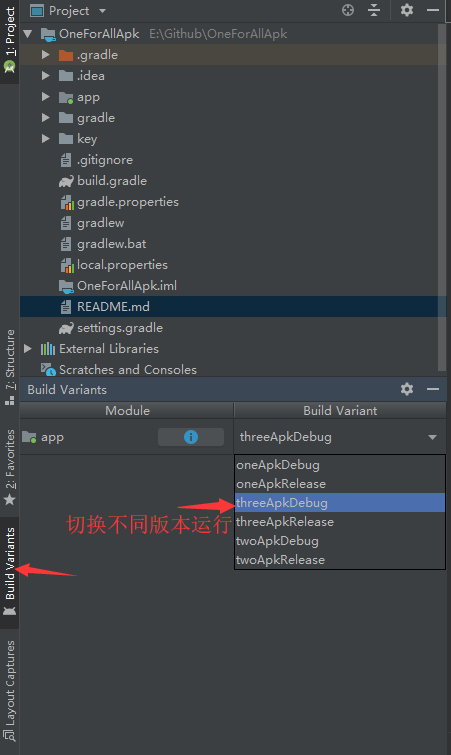 1: Project
Project
OneForAllApk E:\Github\OneForAllApk
.gradle
.idea
app
gradle
key
.gitignore
build.gradle
gradle.properties
gradlew
gradlew.bat
local.properties
OneForAllApk.iml
README.md
settings.gradle
External Libraries
Scratches and Consoles
7: Structure
2: Favorites
Build Variants
Layout Captures
Build Variants
Module Build Variant
app threeApkDebug
oneApkDebug
oneApkRelease
threeApkDebug
threeApkRelease
twoApkDebug
twoApkRelease
切换不同版本运行